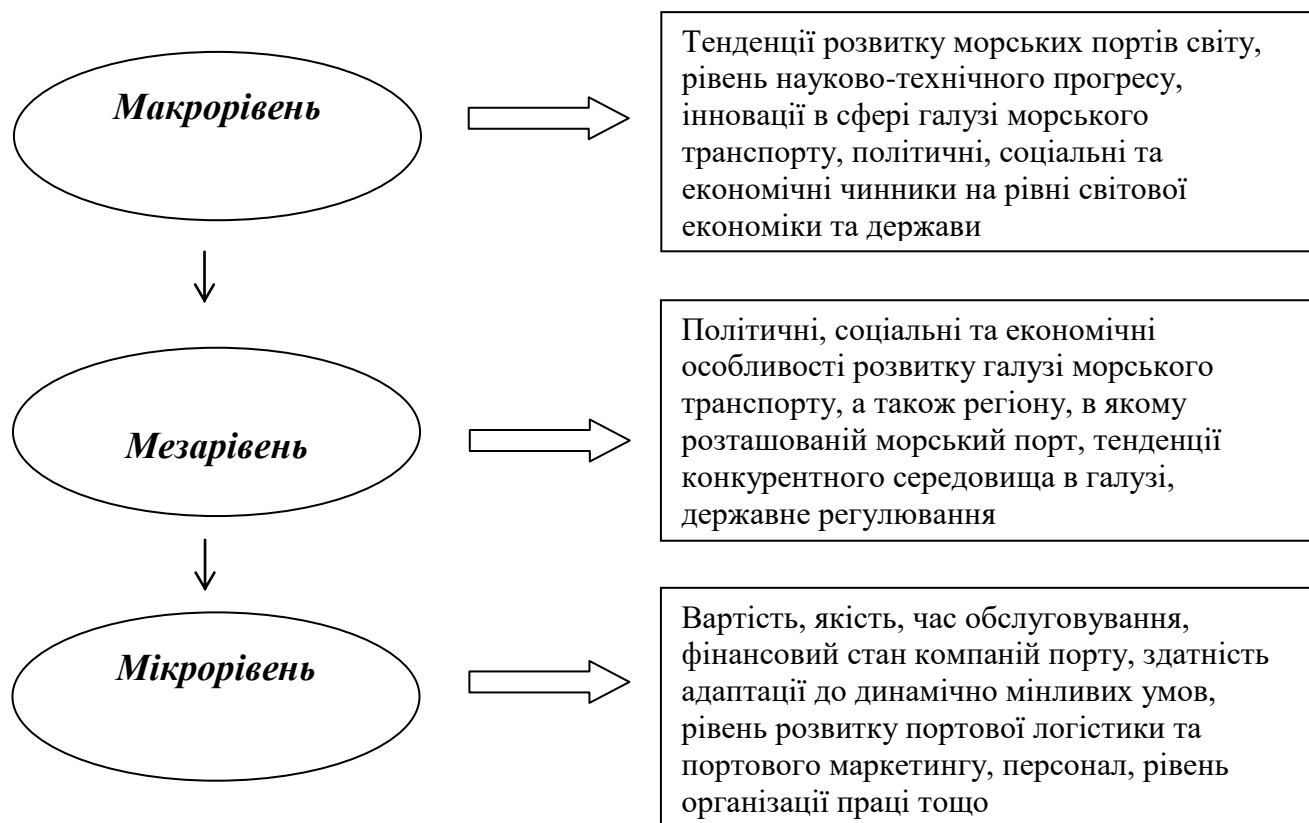 Макрорівень
Тенденції розвитку морських портів світу,
рівень науково-технічного прогресу,
інновації в сфері галузі морського
транспорту, політичні, соціальні та
економічні чинники на рівні світової
економіки та держави
Мезарівень
Політичні, соціальні та економічні
особливості розвитку галузі морського
транспорту, а також регіону, в якому
розташованій морський порт, тенденції
конкурентного середовища в галузі,
державне регулювання
Мікрорівень
Вартість, якість, час обслуговування,
фінансовий стан компаній порту, здатність
адаптації до динамічно мінливих умов,
рівень розвитку портової логістики та
портового маркетингу, персонал, рівень
організації праці тощо